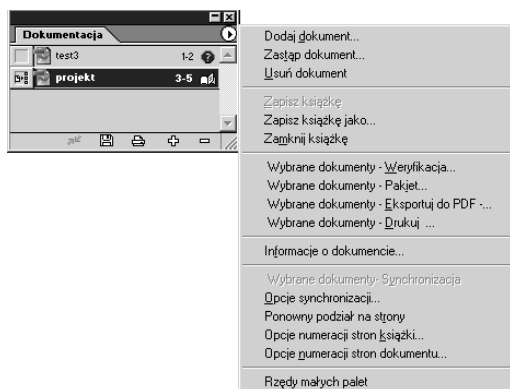 Dokumentacja
test3 1-2
projekt 3-5
Dodaj dokument...
Zastąp dokument...
Usuń dokument
Zapisz książkę
Zapisz książkę jako...
Zamknij książkę
Wybrane dokumenty - Weryfikacja...
Wybrane dokumenty - Pakjet...
Wybrane dokumenty - Eksportuj do PDF -...
Wybrane dokumenty - Drukuj ...
Informacje o dokumencie...
Wybrane dokumenty- Synchronizacja
Opcje synchronizacji...
Ponowny podział na strony
Opcje numeracji stron książki...
Opcje numeracji stron dokumentu...
Rzędy małych palet